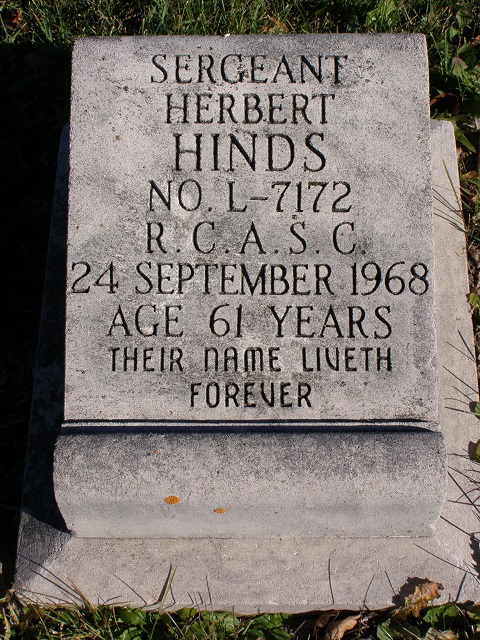 SERGEANT
HERBERT
HINDS
NO. L-7172
R.C.A.S.C.
24 SEPTEMBER 1968
AGE 61 YEARS
THEIR NAME LIVETH
FOREVER